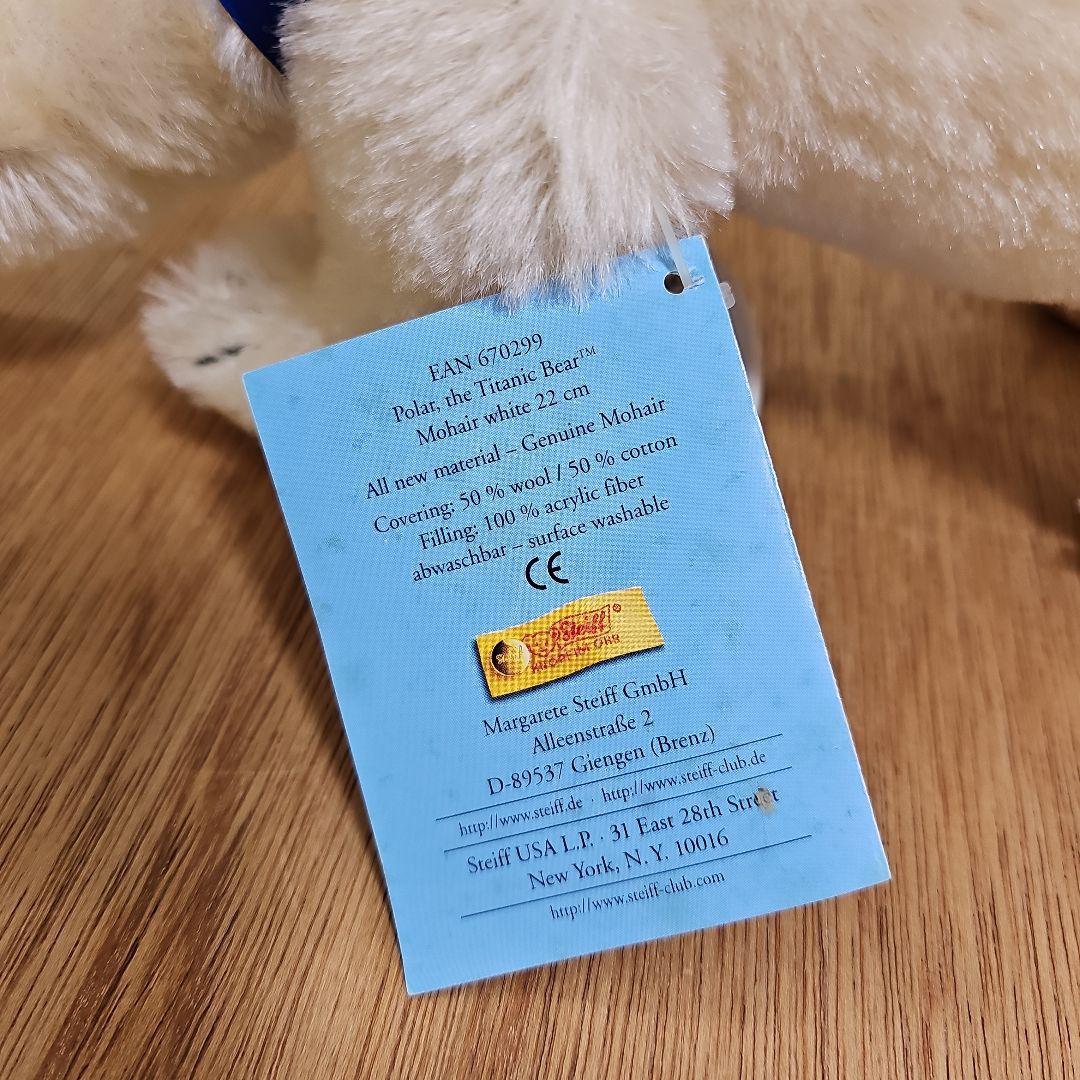 EAN 670299
Polar, the Titanic Bear™
Mohair white 22 cm
All new material – Genuine Mohair
Covering: 50 % wool / 50 % cotton
Filling: 100 % acrylic fiber
abwaschbar – surface washable
CE
Steiff ®
Margarete Steiff GmbH
Alleenstraße 2
D-89537 Giengen (Brenz)
http://www.steiff.de · http://www.steiff-club.de
Steiff USA L.P. · 31 East 28th Street
New York, N.Y. 10016
http://www.steiff-club.com